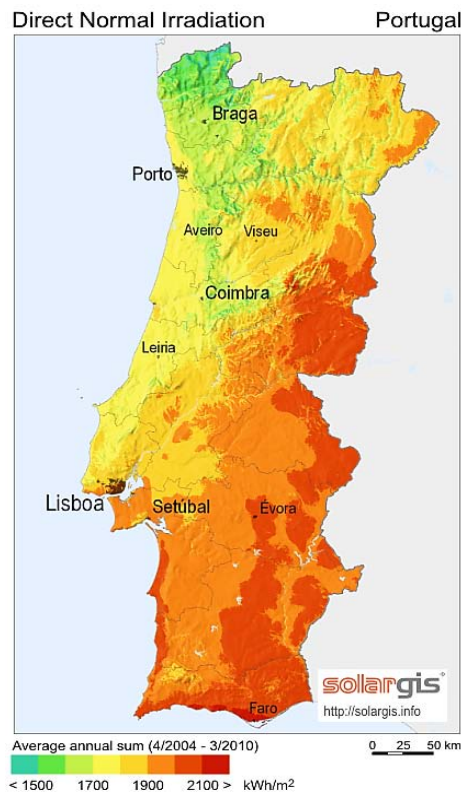 Direct Normal Irradiation Portugal
Braga
Porto
Aveiro Viseu
Coimbra
Leiria
Lisboa Setúbal Évora
solargis
http://solargis.info
Faro
Average annual sum (4/2004 - 3/2010) 0 25 50 km
< 1500 1700 1900 2100 > kWh/m²